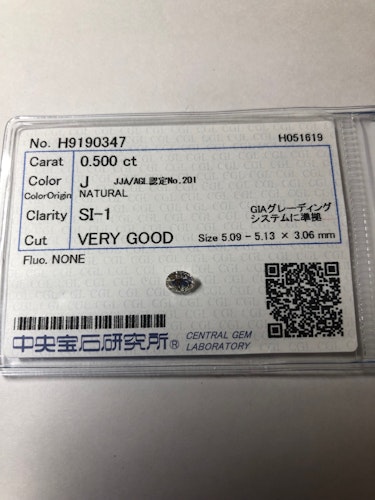 No. H9190347 H051619
Carat 0.500 ct
Color J JJA/AGL認定No.201
ColorOrigin NATURAL
Clarity SI-1 GIAグレーディング
システムに準拠
Cut VERY GOOD Size 5.09 - 5.13 × 3.06 mm
Fluo. NONE
中央宝石研究所® CENTRAL GEM
LABORATORY